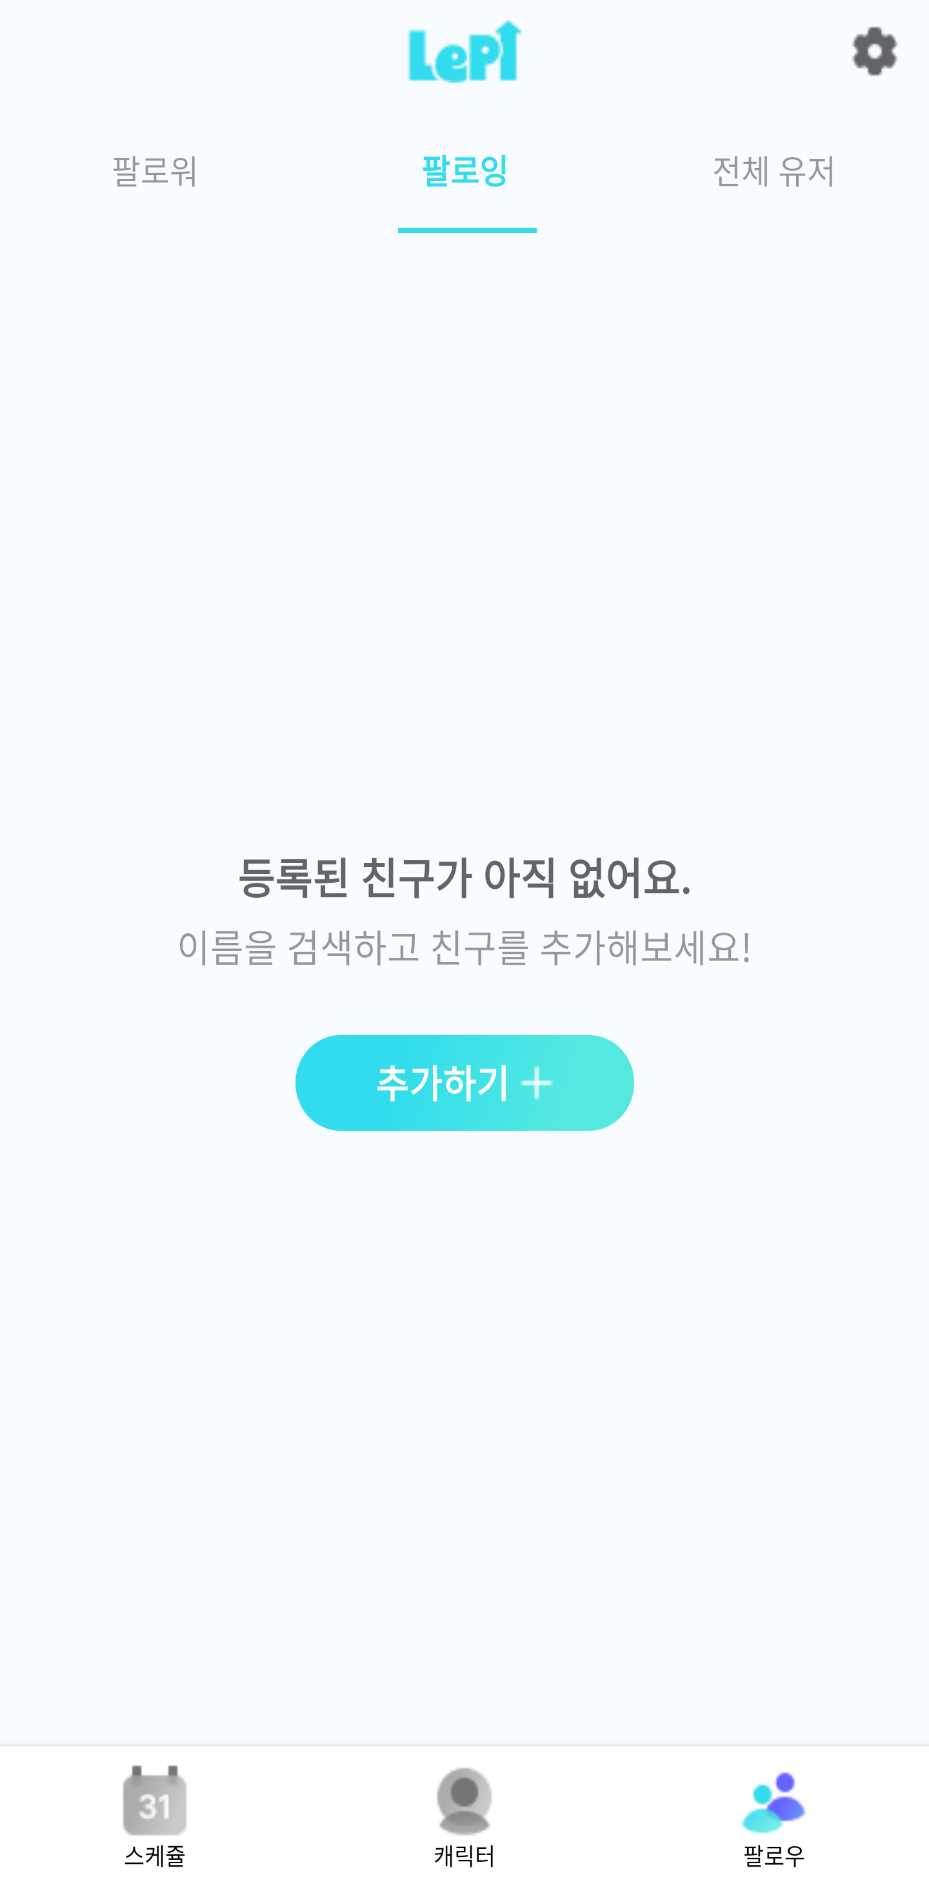 LePI
팔로워 팔로잉 전체 유저
등록된 친구가 아직 없어요.
이름을 검색하고 친구를 추가해보세요!
추가하기 +
31
스케쥴 캐릭터 팔로우